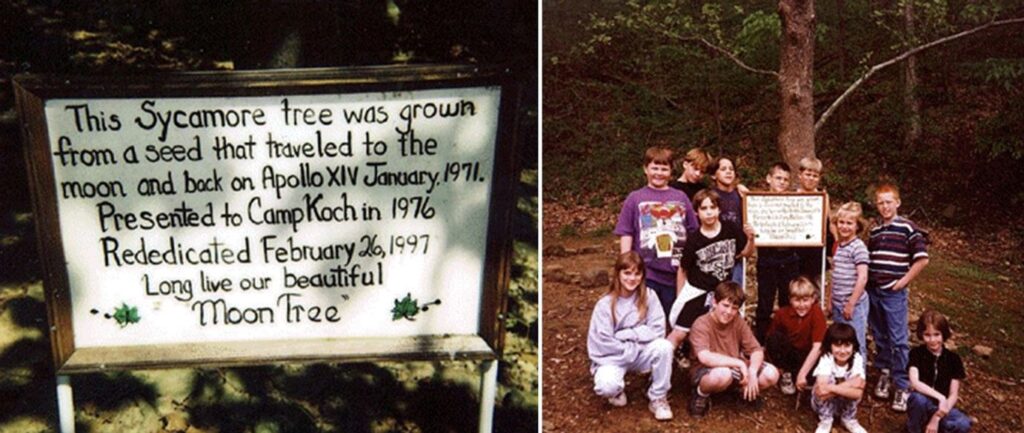 This Sycamore tree was grown
from a seed that traveled to the
moon and back on Apollo XIV January, 1971.
Presented to Camp Koch in 1976
Rededicated February 26, 1997
Long live our beautiful
"Moon Tree"